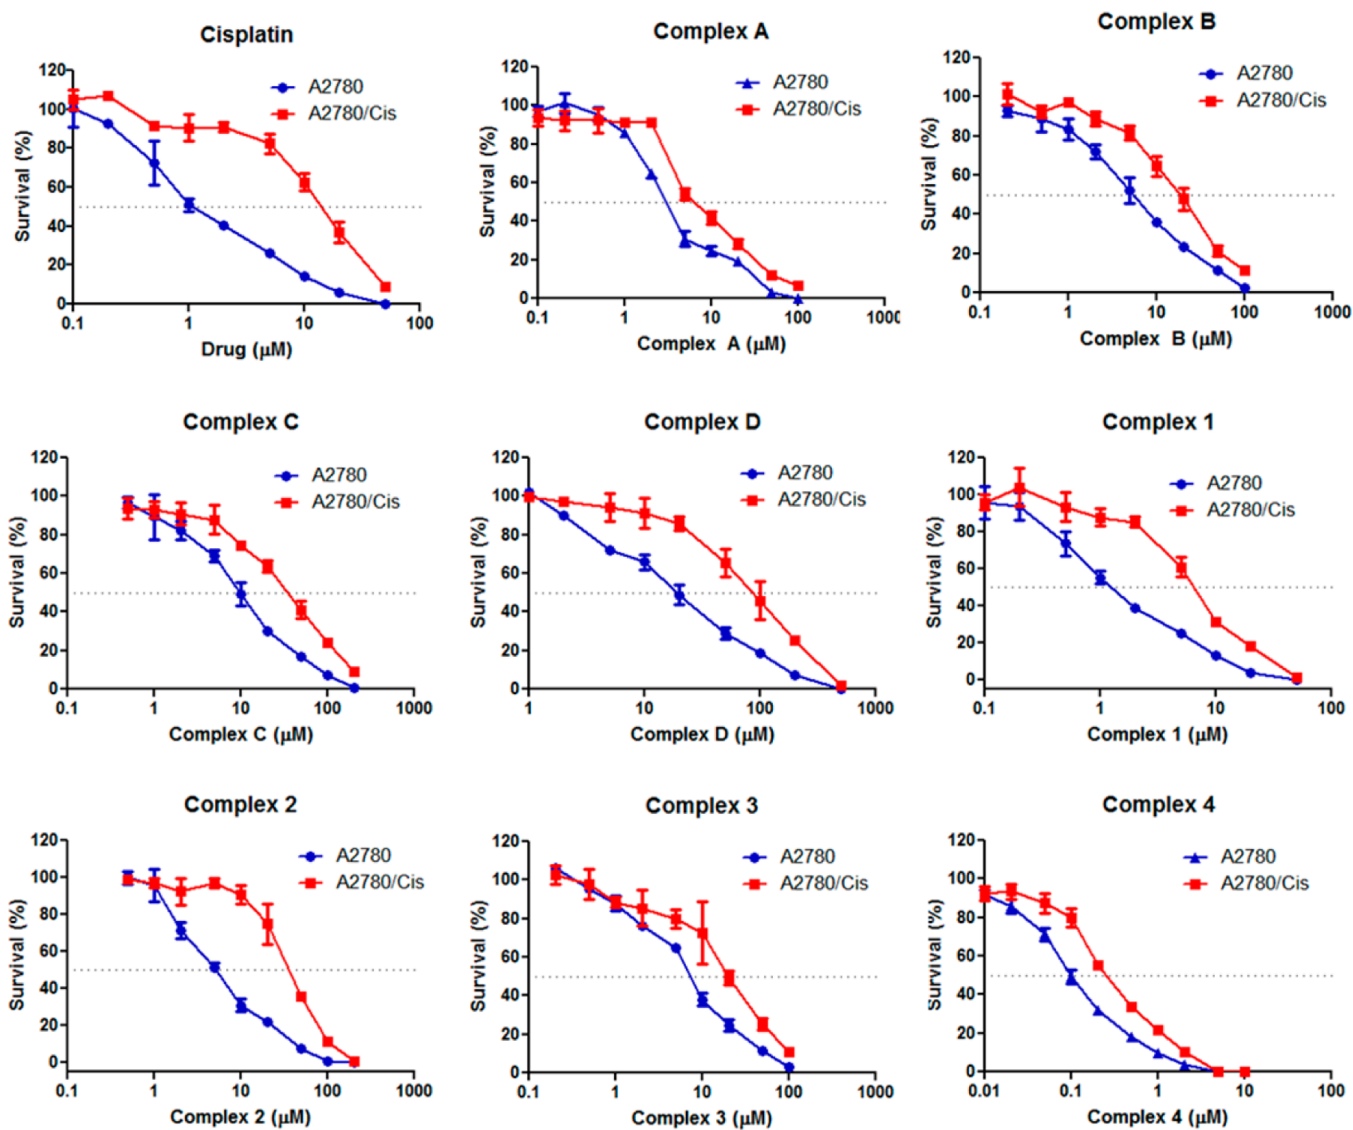 Cisplatin
A2780
A2780/Cis
120
100
80
60
40
20
0
Survival (%)
0.1 1 10 100
Drug (µM)
Complex A
A2780
A2780/Cis
120
100
80
60
40
20
0
Survival (%)
0.1 1 10 100 1000
Complex A (µM)
Complex B
A2780
A2780/Cis
120
100
80
60
40
20
0
Survival (%)
0.1 1 10 100 1000
Complex B (µM)
Complex C
A2780
A2780/Cis
120
100
80
60
40
20
0
Survival (%)
0.1 1 10 100 1000
Complex C (µM)
Complex D
A2780
A2780/Cis
120
100
80
60
40
20
0
Survival (%)
1 10 100 1000
Complex D (µM)
Complex 1
A2780
A2780/Cis
120
100
80
60
40
20
0
Survival (%)
0.1 1 10 100
Complex 1 (µM)
Complex 2
A2780
A2780/Cis
120
100
80
60
40
20
0
Survival (%)
0.1 1 10 100 1000
Complex 2 (µM)
Complex 3
A2780
A2780/Cis
120
100
80
60
40
20
0
Survival (%)
0.1 1 10 100 1000
Complex 3 (µM)
Complex 4
A2780
A2780/Cis
120
100
80
60
40
20
0
Survival (%)
0.01 0.1 1 10 100
Complex 4 (µM)